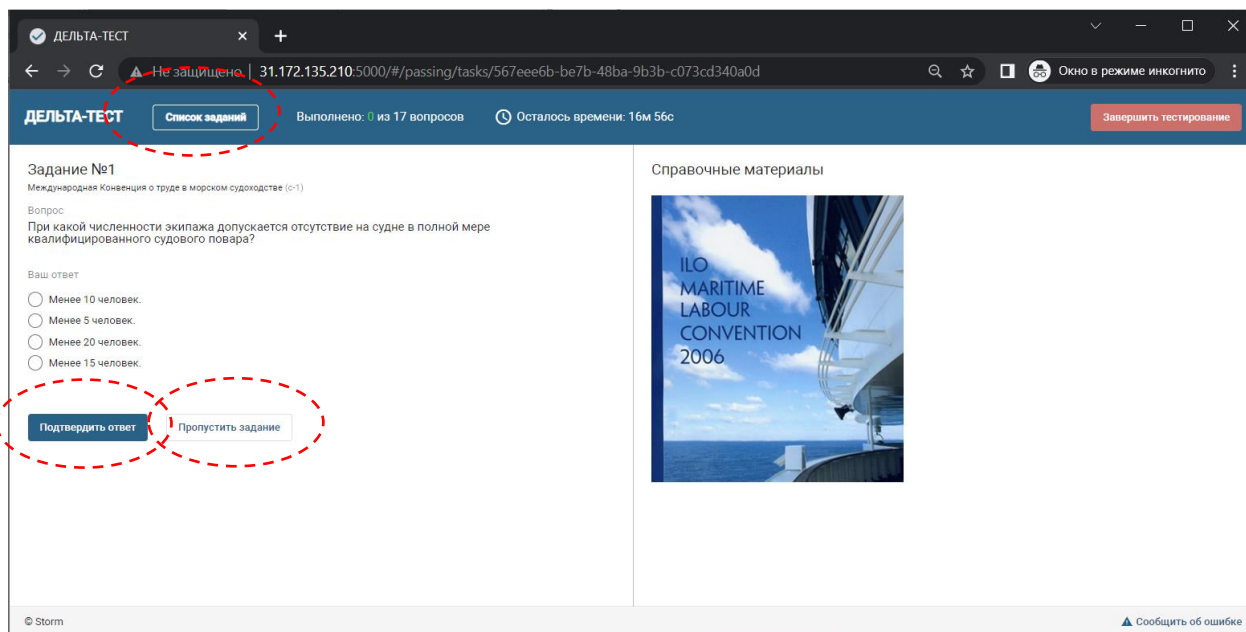 ДЕЛЬТА-ТЕСТ
Не защищено 31.172.135.210:5000/#/passing/tasks/567eee6b-be7b-48ba-9b3b-c073cd340a0d Окно в режиме инкогнито
ДЕЛЬТА-ТЕСТ Список заданий Выполнено: 0 из 17 вопросов Осталось времени: 16м 56с Завершить тестирование
Задание №1
Международная Конвенция о труде в морском судоходстве (с-1)
Вопрос
При какой численности экипажа допускается отсутствие на судне в полной мере
квалифицированного судового повара?
Ваш ответ
Менее 10 человек.
Менее 5 человек.
Менее 20 человек.
Менее 15 человек.
Подтвердить ответ Пропустить задание
Справочные материалы
ILO
MARITIME
LABOUR
CONVENTION
2006
© Storm Сообщить об ошибке